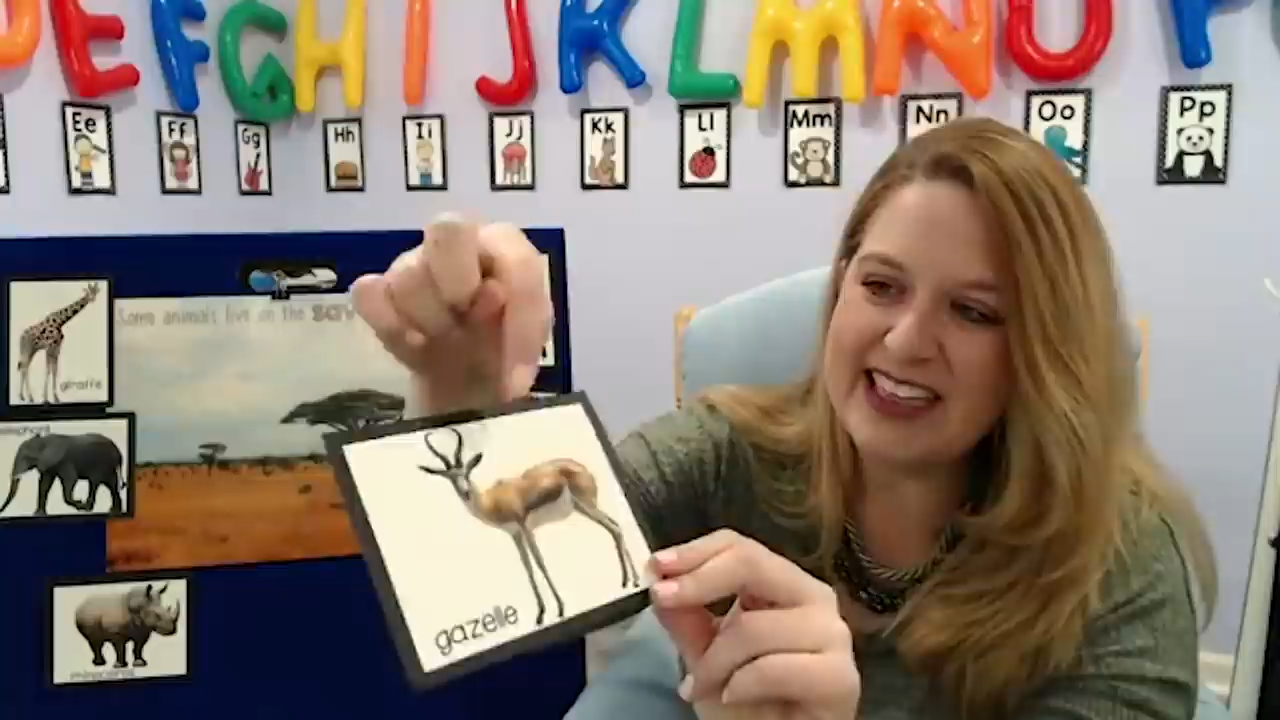 E F G H I J K L M N O P
Ee Ff Gg Hh Ii Jj Kk Ll Mm Nn Oo Pp
Some animals live on the
giraffe
gazelle